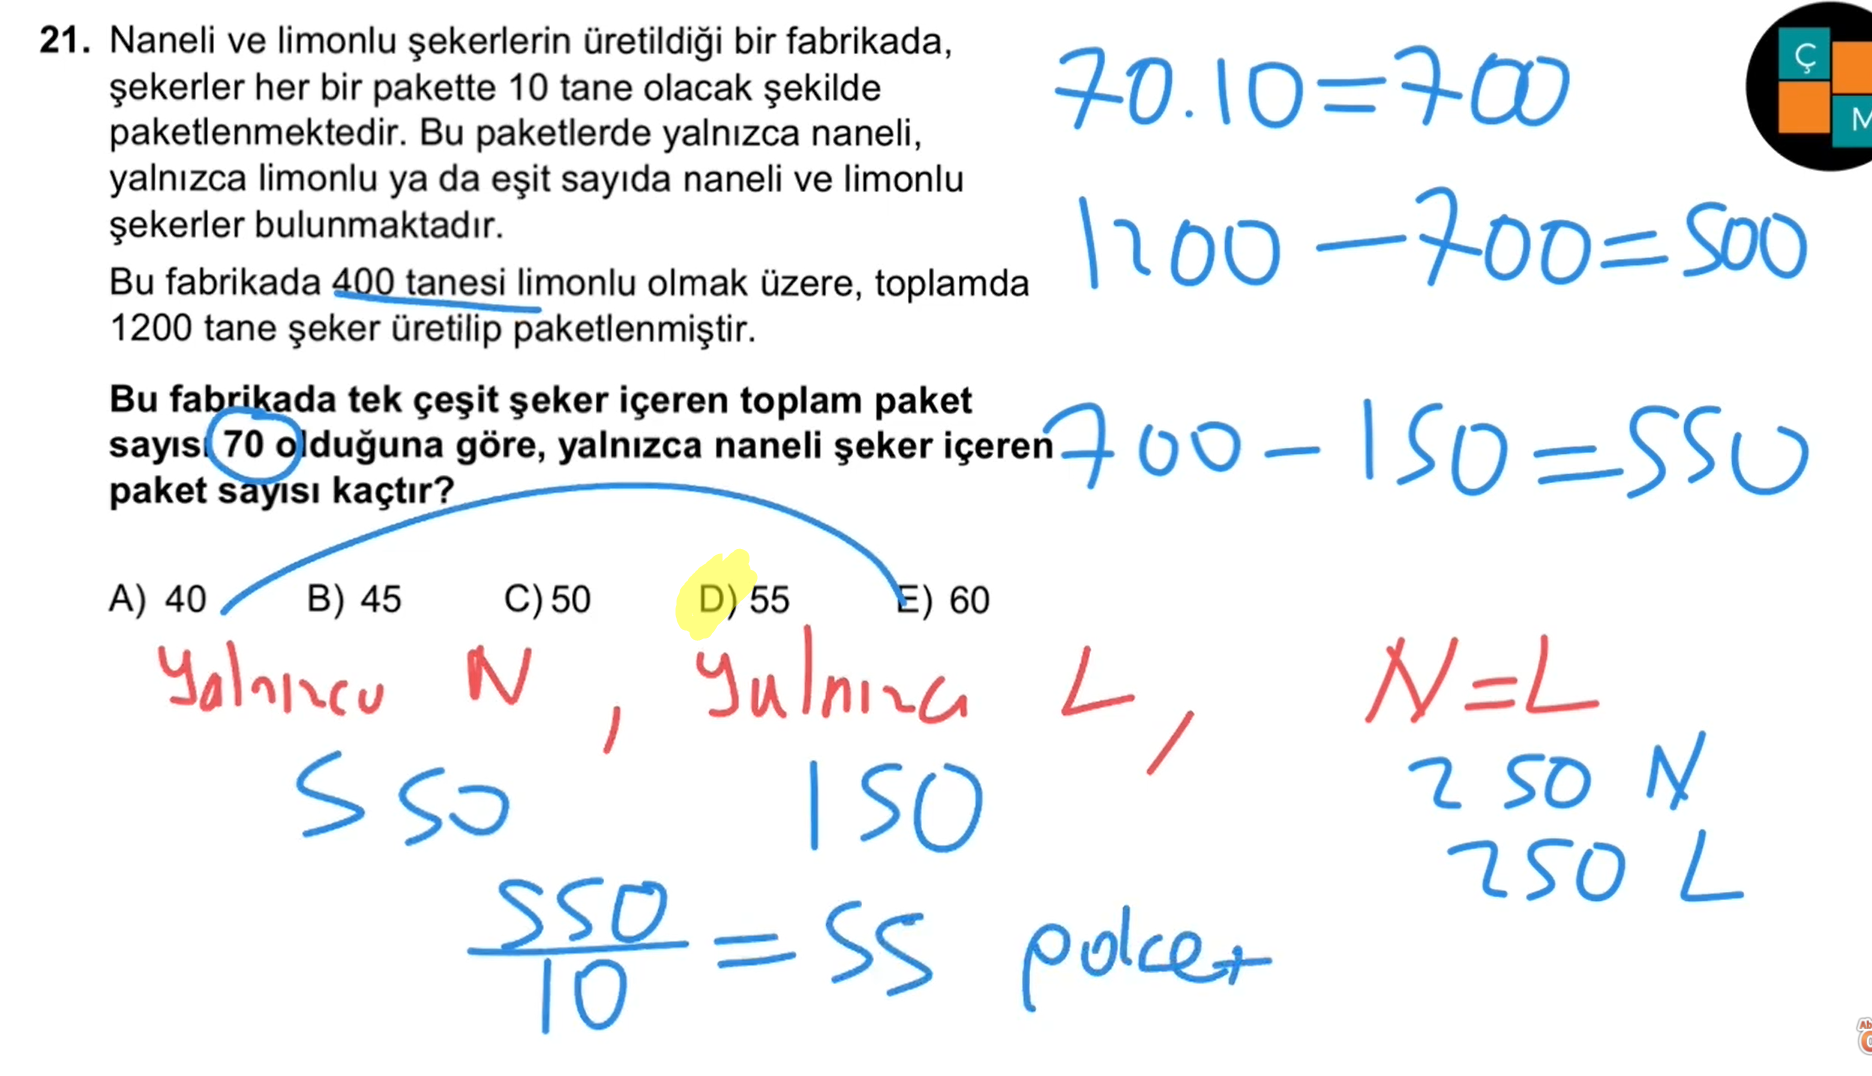 21. Naneli ve limonlu şekerlerin üretildiği bir fabrikada,
şekerler her bir pakette 10 tane olacak şekilde
paketlenmektedir. Bu paketlerde yalnızca naneli,
yalnızca limonlu ya da eşit sayıda naneli ve limonlu
şekerler bulunmaktadır.
Bu fabrikada 400 tanesi limonlu olmak üzere, toplamda
1200 tane şeker üretilip paketlenmiştir.
Bu fabrikada tek çeşit şeker içeren toplam paket
sayısı 70 olduğuna göre, yalnızca naneli şeker içeren
paket sayısı kaçtır?
A) 40 B) 45 C) 50 D) 55 E) 60
70.10=700
1200-700=500
700-150=550
Yalnızca N, Yalnızca L, N=L
550 150 250 N
250 L
550/10 = 55 paket
Ç
M